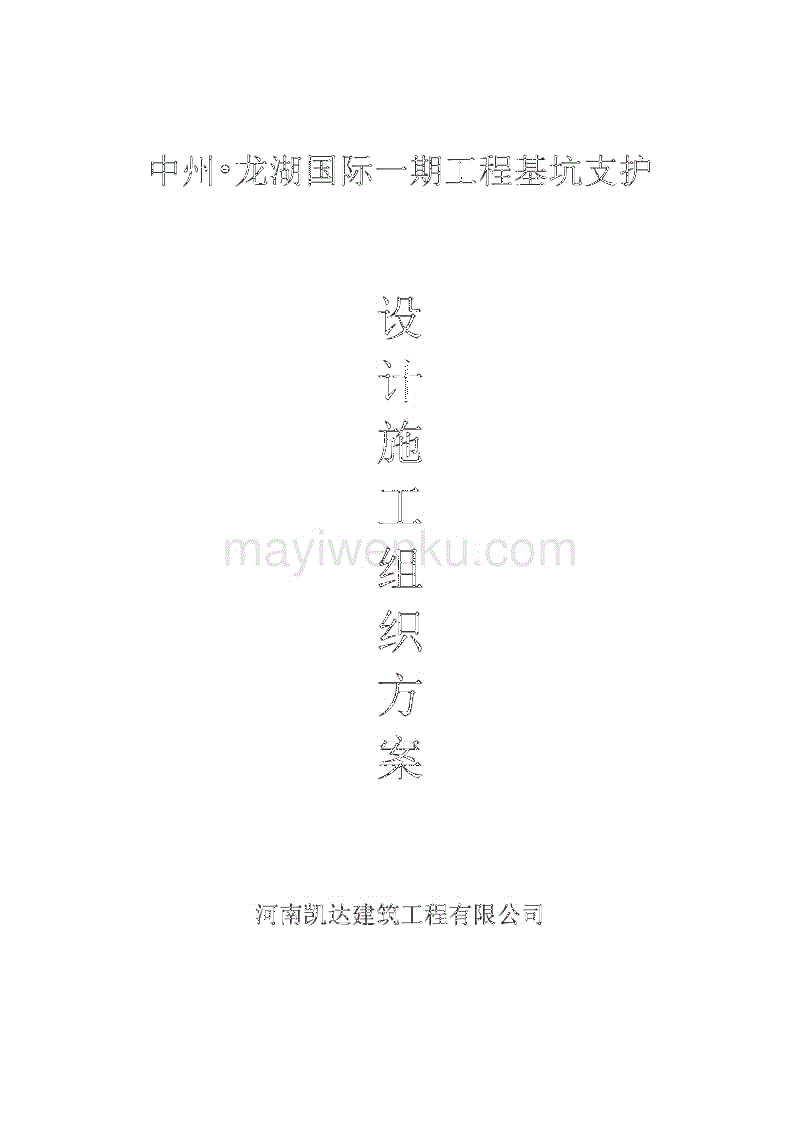 中州·龙湖国际一期工程基坑支护
设
计
施
工
组
织
方
案
mayiwenku.com
河南凯达建筑工程有限公司